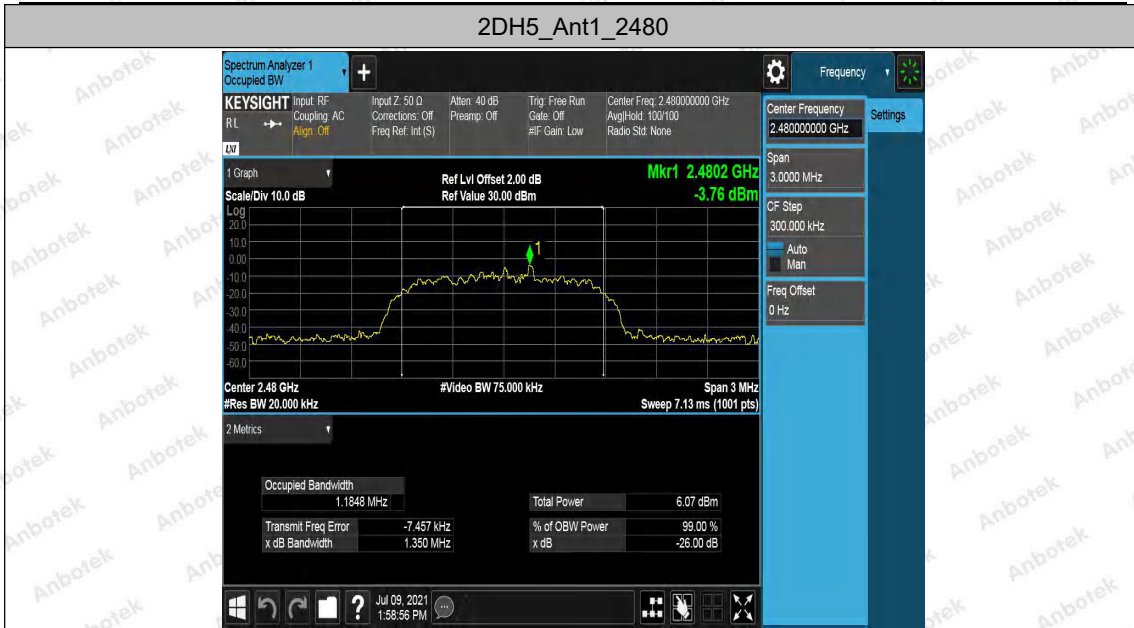 2DH5_Ant1_2480
Spectrum Analyzer 1
Occupied BW
+
Frequency
KEYSIGHT
RL
LXI
Input: RF
Coupling: AC
Align: Off
Input Z: 50 Ω
Corrections: Off
Freq Ref: Int (S)
Atten: 40 dB
Preamp: Off
Trig: Free Run
Gate: Off
#IF Gain: Low
Center Freq: 2.480000000 GHz
Avg|Hold: 100/100
Radio Std: None
Center Frequency
2.480000000 GHz
Settings
Span
3.0000 MHz
CF Step
300.000 kHz
Auto
Man
Freq Offset
0 Hz
1 Graph
Scale/Div 10.0 dB
Ref Lvl Offset 2.00 dB
Ref Value 30.00 dBm
Mkr1 2.4802 GHz
-3.76 dBm
Log
20.0
10.0
0.00
-10.0
-20.0
-30.0
-40.0
-50.0
-60.0
1
Center 2.48 GHz
#Res BW 20.000 kHz
#Video BW 75.000 kHz
Span 3 MHz
Sweep 7.13 ms (1001 pts)
2 Metrics
Occupied Bandwidth
1.1848 MHz
Total Power 6.07 dBm
Transmit Freq Error -7.457 kHz
% of OBW Power 99.00 %
x dB Bandwidth 1.350 MHz
x dB -26.00 dB
?
Jul 09, 2021
1:58:56 PM
Anbotek